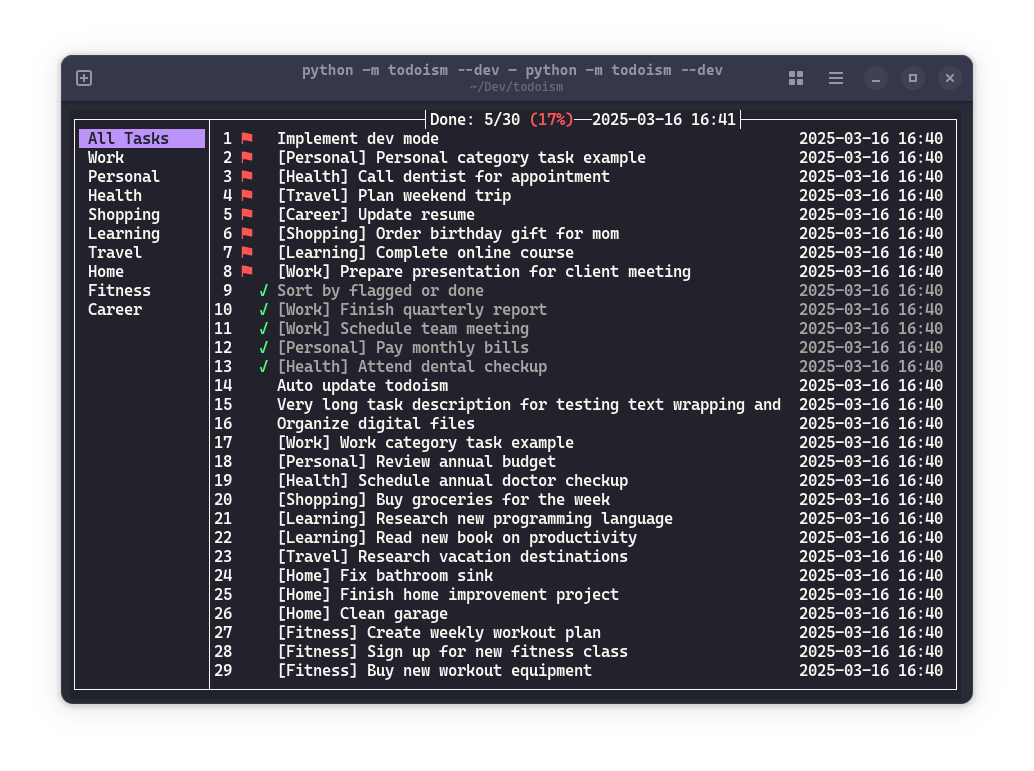 python -m todoism --dev — python -m todoism --dev
~/Dev/todoism
Done: 5/30 (17%)—2025-03-16 16:41
All Tasks
Work
Personal
Health
Shopping
Learning
Travel
Home
Fitness
Career
1 Implement dev mode 2025-03-16 16:40
2 [Personal] Personal category task example 2025-03-16 16:40
3 [Health] Call dentist for appointment 2025-03-16 16:40
4 [Travel] Plan weekend trip 2025-03-16 16:40
5 [Career] Update resume 2025-03-16 16:40
6 [Shopping] Order birthday gift for mom 2025-03-16 16:40
7 [Learning] Complete online course 2025-03-16 16:40
8 [Work] Prepare presentation for client meeting 2025-03-16 16:40
9 ✓ Sort by flagged or done 2025-03-16 16:40
10 ✓ [Work] Finish quarterly report 2025-03-16 16:40
11 ✓ [Work] Schedule team meeting 2025-03-16 16:40
12 ✓ [Personal] Pay monthly bills 2025-03-16 16:40
13 ✓ [Health] Attend dental checkup 2025-03-16 16:40
14 Auto update todoism 2025-03-16 16:40
15 Very long task description for testing text wrapping and 2025-03-16 16:40
16 Organize digital files 2025-03-16 16:40
17 [Work] Work category task example 2025-03-16 16:40
18 [Personal] Review annual budget 2025-03-16 16:40
19 [Health] Schedule annual doctor checkup 2025-03-16 16:40
20 [Shopping] Buy groceries for the week 2025-03-16 16:40
21 [Learning] Research new programming language 2025-03-16 16:40
22 [Learning] Read new book on productivity 2025-03-16 16:40
23 [Travel] Research vacation destinations 2025-03-16 16:40
24 [Home] Fix bathroom sink 2025-03-16 16:40
25 [Home] Finish home improvement project 2025-03-16 16:40
26 [Home] Clean garage 2025-03-16 16:40
27 [Fitness] Create weekly workout plan 2025-03-16 16:40
28 [Fitness] Sign up for new fitness class 2025-03-16 16:40
29 [Fitness] Buy new workout equipment 2025-03-16 16:40